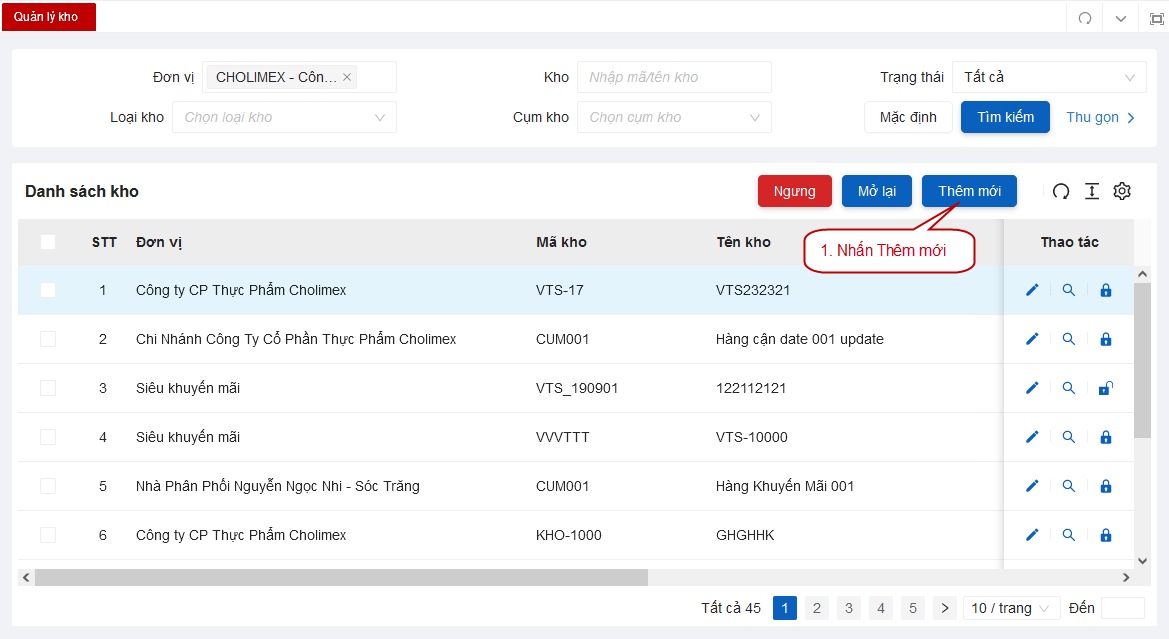 Quản lý kho
Đơn vị CHOLIMEX - Côn... Kho Nhập mã/tên kho Trạng thái Tất cả
Loại kho Chọn loại kho Cụm kho Chọn cụm kho Mặc định Tìm kiếm Thu gọn
Danh sách kho Ngưng Mở lại Thêm mới
STT Đơn vị Mã kho Tên kho Thao tác
1. Nhấn Thêm mới
1 Công ty CP Thực Phẩm Cholimex VTS-17 VTS232321
2 Chi Nhánh Công Ty Cổ Phần Thực Phẩm Cholimex CUM001 Hàng cận date 001 update
3 Siêu khuyến mãi VTS_190901 122112121
4 Siêu khuyến mãi VVVTTT VTS-10000
5 Nhà Phân Phối Nguyễn Ngọc Nhi - Sóc Trăng CUM001 Hàng Khuyến Mãi 001
6 Công ty CP Thực Phẩm Cholimex KHO-1000 GHGHHK
Tất cả 45 1 2 3 4 5 10 / trang Đến